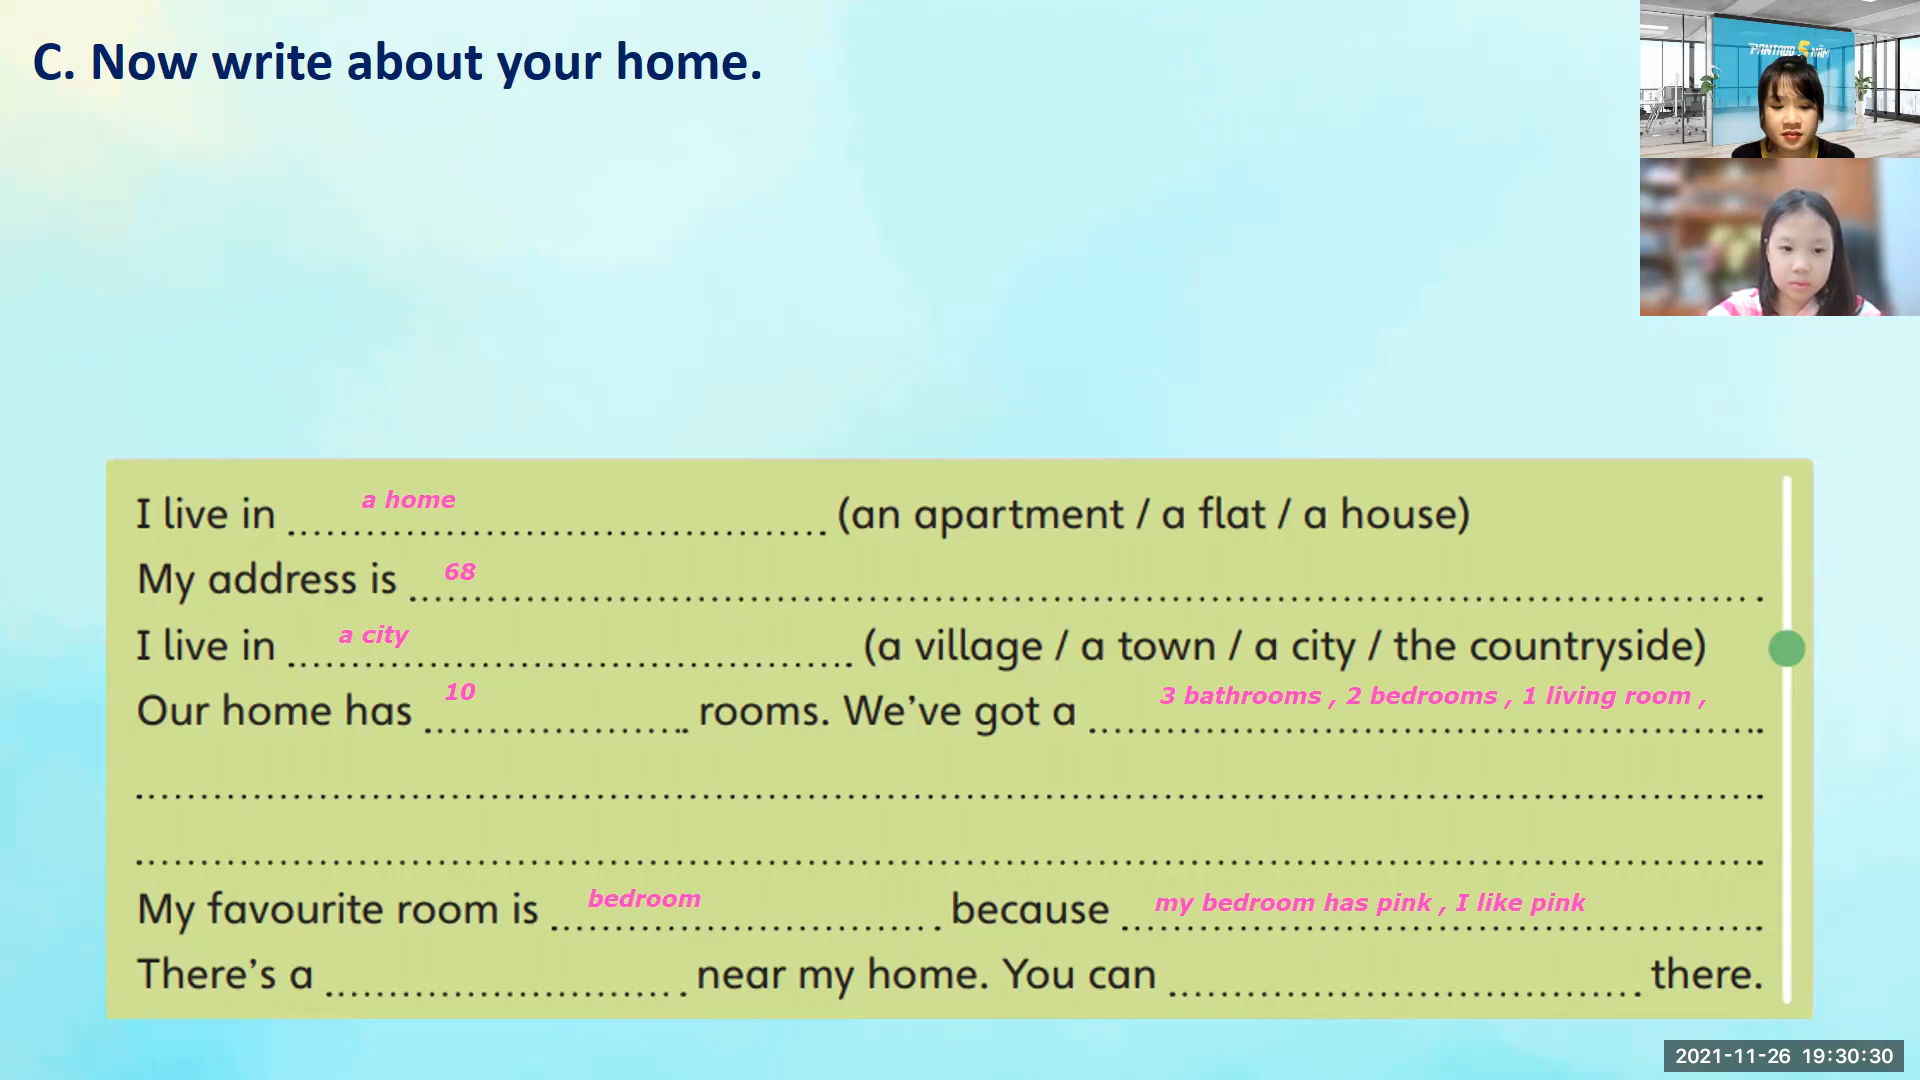 C. Now write about your home.
PANTADO 5 NĂM
I live in a home (an apartment / a flat / a house)
My address is 68 .
I live in a city (a village / a town / a city / the countryside)
Our home has 10 rooms. We've got a 3 bathrooms , 2 bedrooms , 1 living room ,
My favourite room is bedroom because my bedroom has pink , I like pink
There's a near my home. You can there.
2021-11-26 19:30:30